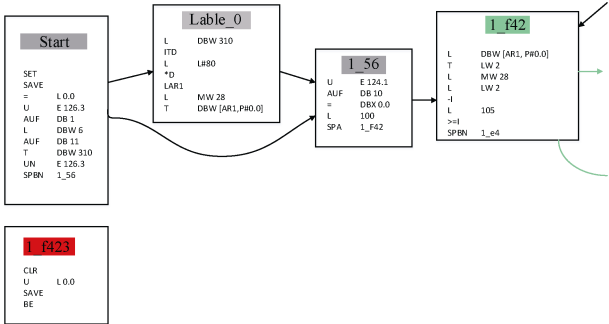 Start
SET
SAVE
= L 0.0
U E 126.3
AUF DB 1
L DBW 6
AUF DB 11
T DBW 310
UN E 126.3
SPBN 1_56
Lable_0
L DBW 310
ITD
L L#80
*D
LAR1
L MW 28
T DBW [AR1,P#0.0]
1_56
U E 124.1
AUF DB 10
= DBX 0.0
L 100
SPA 1_F42
1_f42
L DBW [AR1, P#0.0]
T LW 2
L MW 28
L LW 2
-I
L 105
>=I
SPBN 1_e4
1_f423
CLR
U L 0.0
SAVE
BE